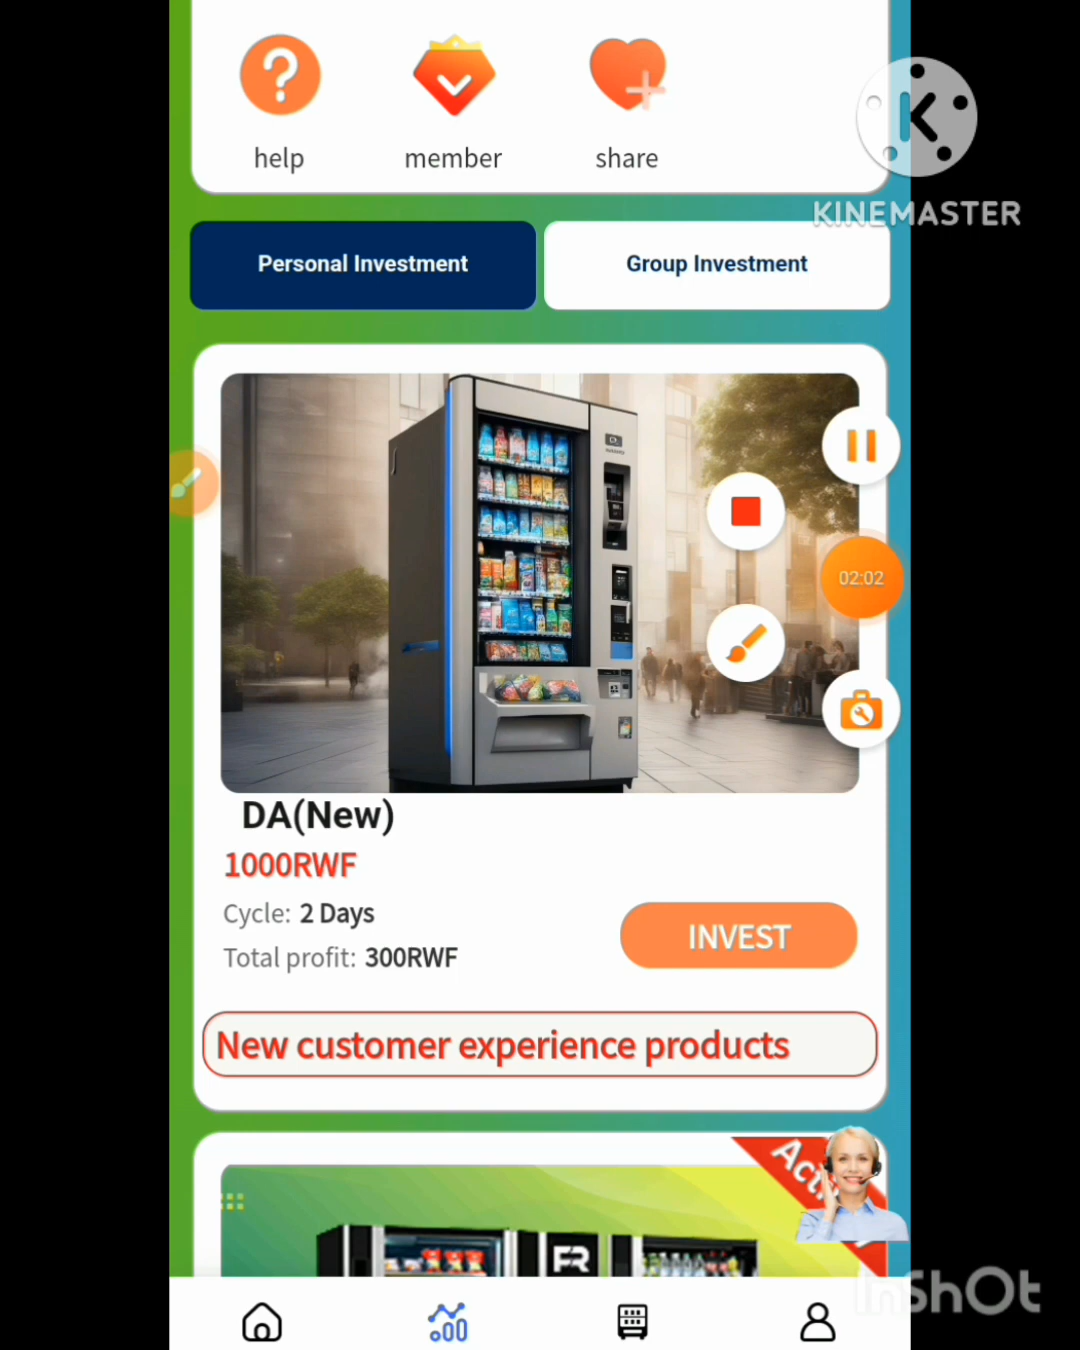 help
member
share
KINEMASTER
Personal Investment
Group Investment
02:02
DA(New)
1000RWF
Cycle: 2 Days
Total profit: 300RWF
INVEST
New customer experience products
FR
InShOt